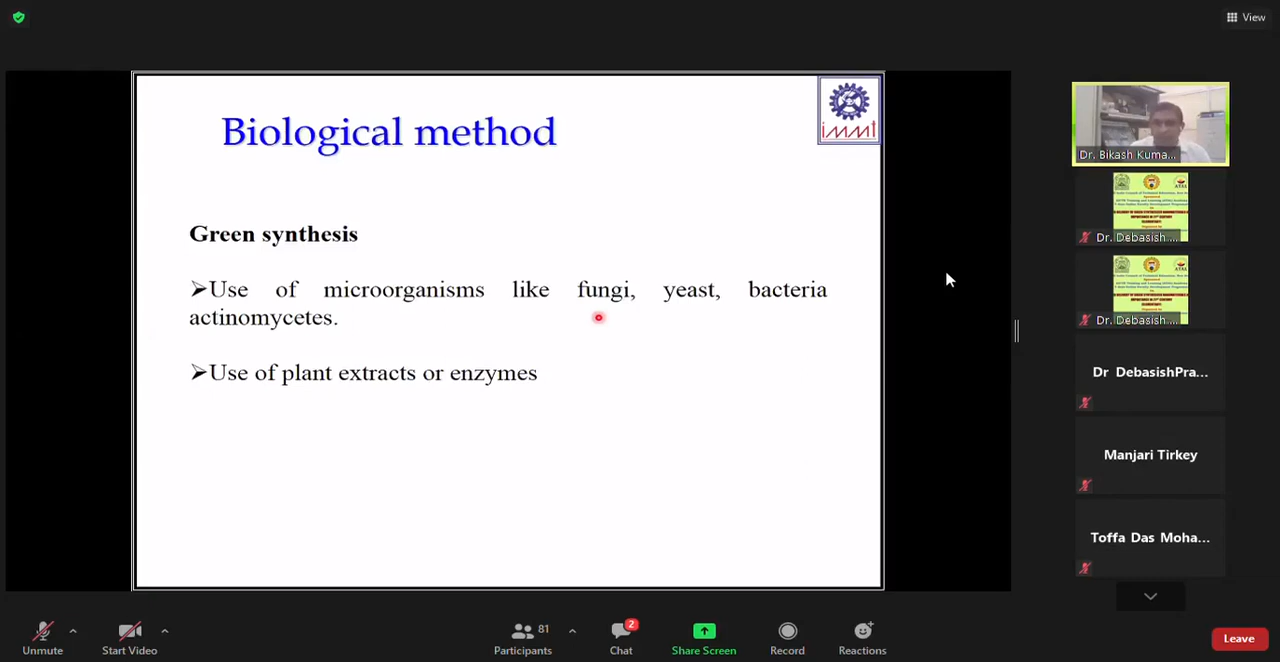 View
Biological method
immt
Green synthesis
➢Use of microorganisms like fungi, yeast, bacteria
actinomycetes.
➢Use of plant extracts or enzymes
Dr. Bikash Kuma...
Dr. Debasish ...
Dr. Debasish ...
Dr DebasishPra...
Manjari Tirkey
Toffa Das Moha...
Unmute
Start Video
Participants
81
Chat
2
Share Screen
Record
Reactions
Leave